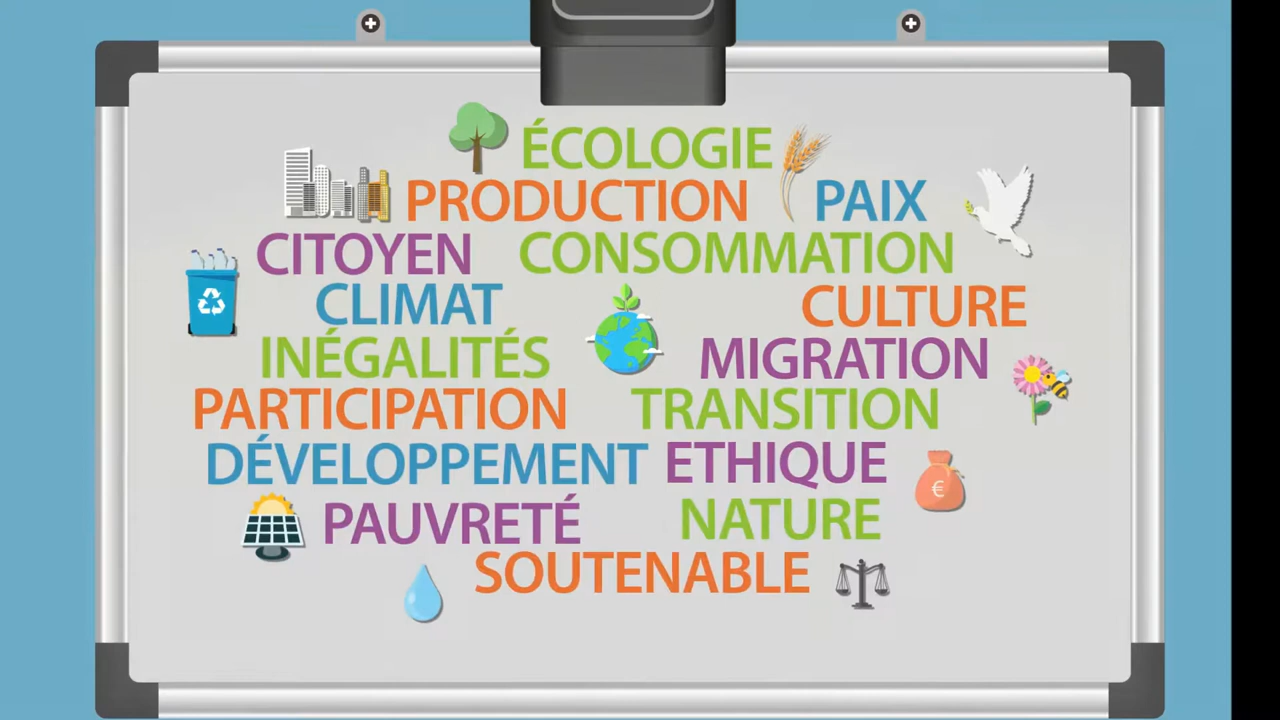 ÉCOLOGIE
PRODUCTION PAIX
CITOYEN CONSOMMATION
CLIMAT CULTURE
INÉGALITÉS MIGRATION
PARTICIPATION TRANSITION
DÉVELOPPEMENT ETHIQUE
€
PAUVRETÉ NATURE
SOUTENABLE